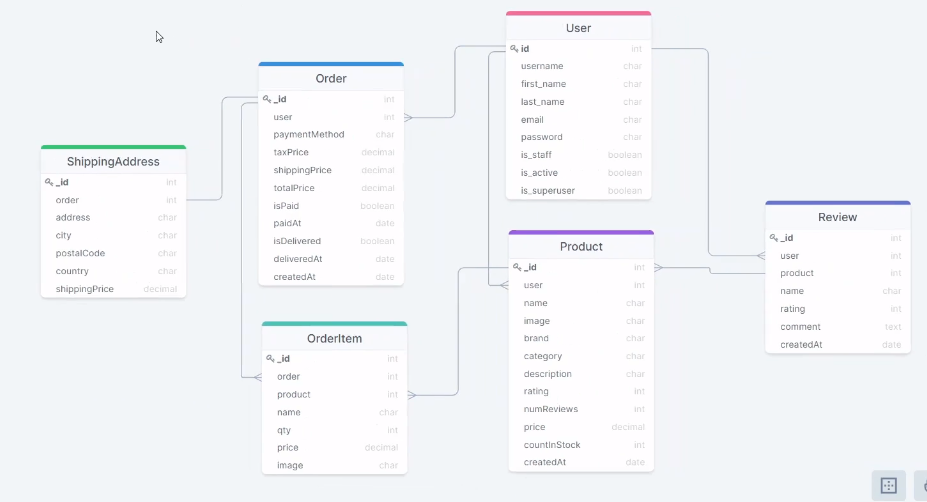 User
id int
username char
first_name char
last_name char
email char
password char
is_staff boolean
is_active boolean
is_superuser boolean
Order
_id int
user int
paymentMethod char
taxPrice decimal
shippingPrice decimal
totalPrice decimal
isPaid boolean
paidAt date
isDelivered boolean
deliveredAt date
createdAt date
ShippingAddress
_id int
order int
address char
city char
postalCode char
country char
shippingPrice decimal
Review
_id int
user int
product int
name char
rating int
comment text
createdAt date
Product
_id int
user int
name char
image char
brand char
category char
description char
rating int
numReviews int
price decimal
countInStock int
createdAt date
OrderItem
_id int
order int
product int
name char
qty int
price decimal
image char